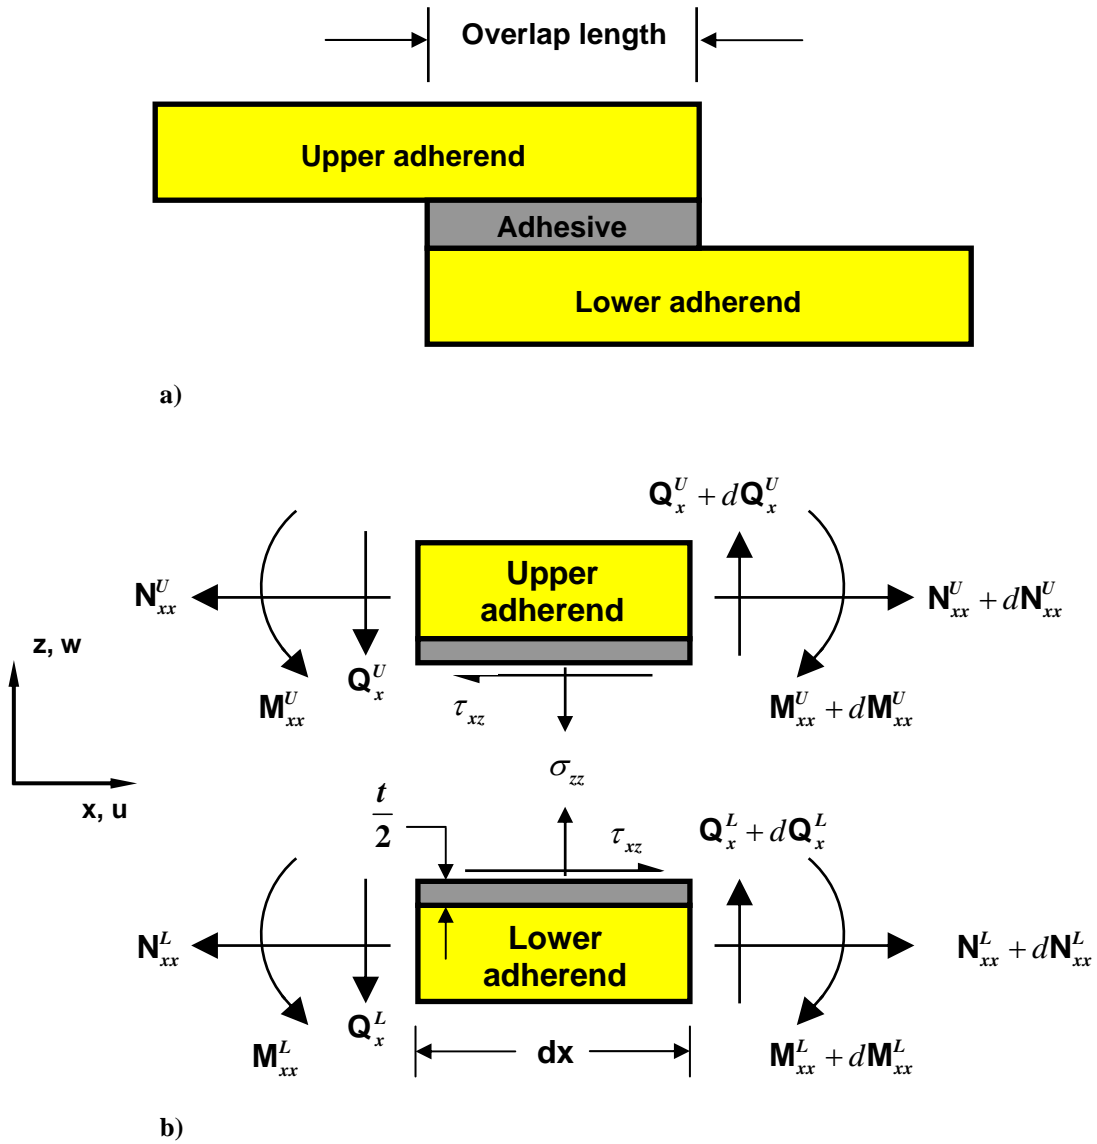 Overlap length
Upper adherend
Adhesive
Lower adherend
a)
Q_x^U + dQ_x^U
Upper
adherend
N_xx^U
N_xx^U + dN_xx^U
z, w
Q_x^U
M_xx^U
τ_xz
M_xx^U + dM_xx^U
σ_zz
x, u
t/2
τ_xz
Q_x^L + dQ_x^L
Lower
adherend
N_xx^L
N_xx^L + dN_xx^L
Q_x^L
M_xx^L
dx
M_xx^L + dM_xx^L
b)